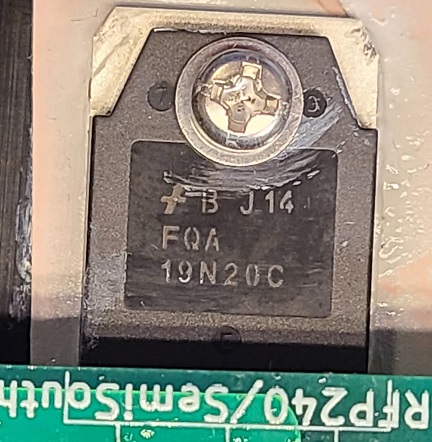 B J14
FQA
19N20C
RFP240/SemiSouth